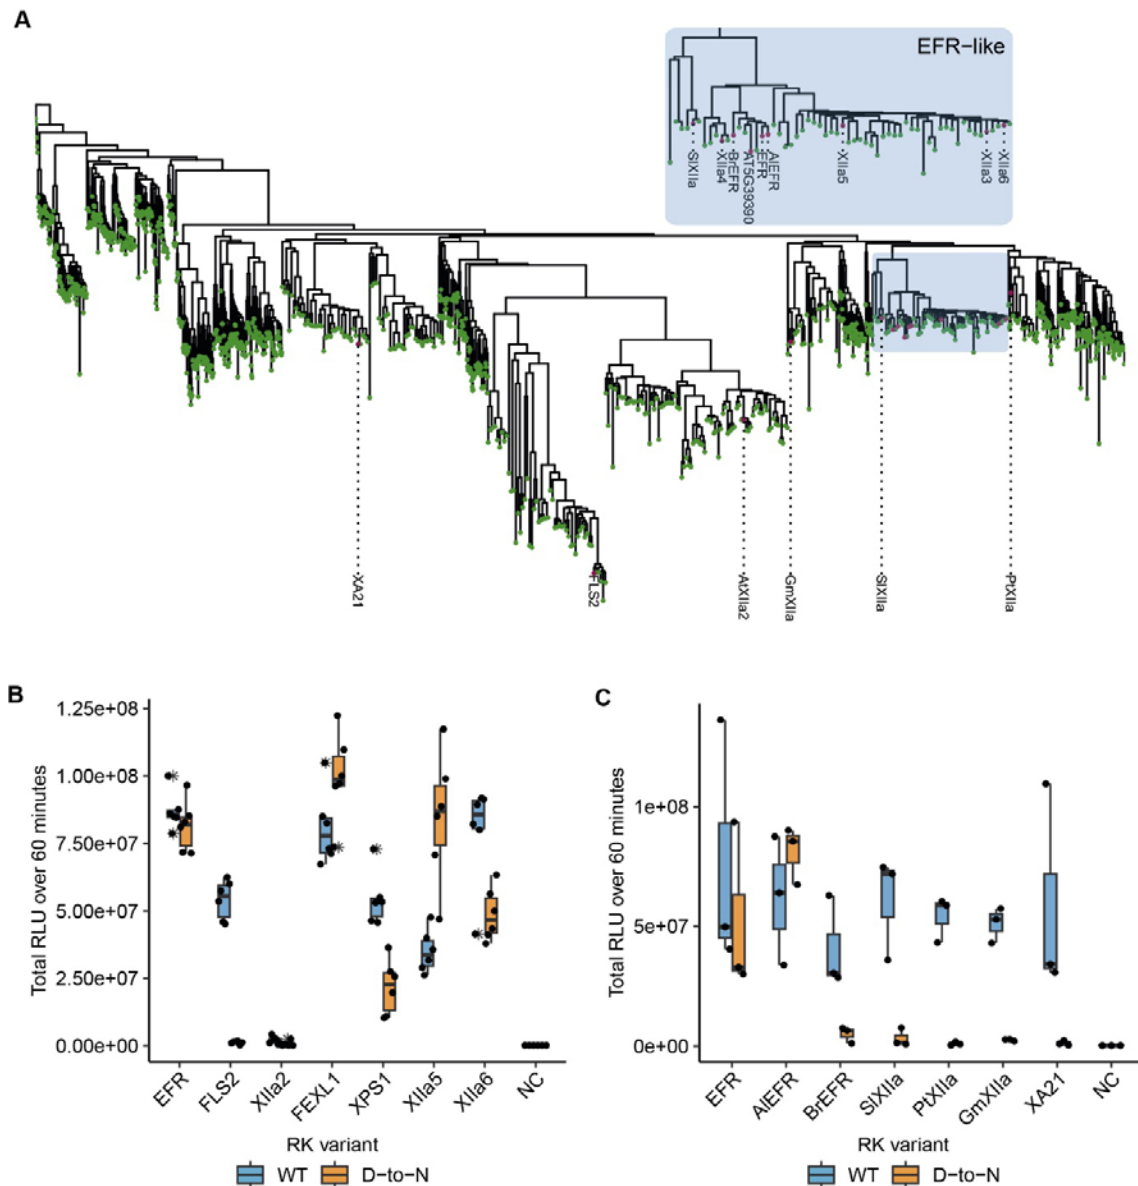 A
EFR-like
SlXIIa
XIIa4
BrEFR
AT5G39390
EFR
AlEFR
XIIa5
XIIa3
XIIa6
XA21
FLS2
AtXIIa2
GmXIIa
SlXIIa
PtXIIa
B
Total RLU over 60 minutes
1.25e+08
1.00e+08
7.50e+07
5.00e+07
2.50e+07
0.00e+00
EFR
FLS2
XIIa2
FEXL1
XPS1
XIIa5
XIIa6
NC
RK variant
WT D-to-N
C
Total RLU over 60 minutes
1e+08
5e+07
0e+00
EFR
AlEFR
BrEFR
SlXIIa
PtXIIa
GmXIIa
XA21
NC
RK variant
WT D-to-N